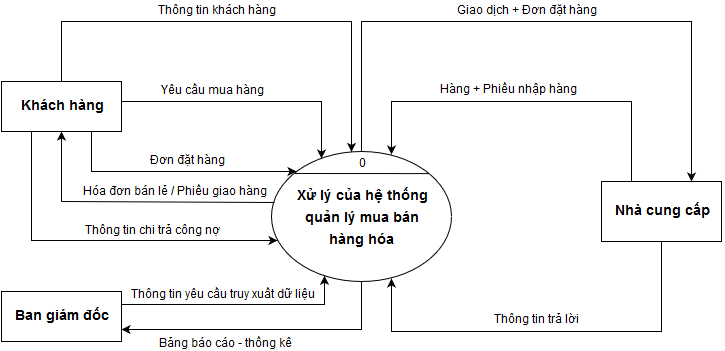 Thông tin khách hàng
Giao dịch + Đơn đặt hàng
Yêu cầu mua hàng
Hàng + Phiếu nhập hàng
Khách hàng
Đơn đặt hàng
0
Hóa đơn bán lẻ / Phiếu giao hàng
Xử lý của hệ thống
quản lý mua bán
hàng hóa
Nhà cung cấp
Thông tin chi trả công nợ
Thông tin yêu cầu truy xuất dữ liệu
Ban giám đốc
Thông tin trả lời
Bảng báo cáo - thống kê